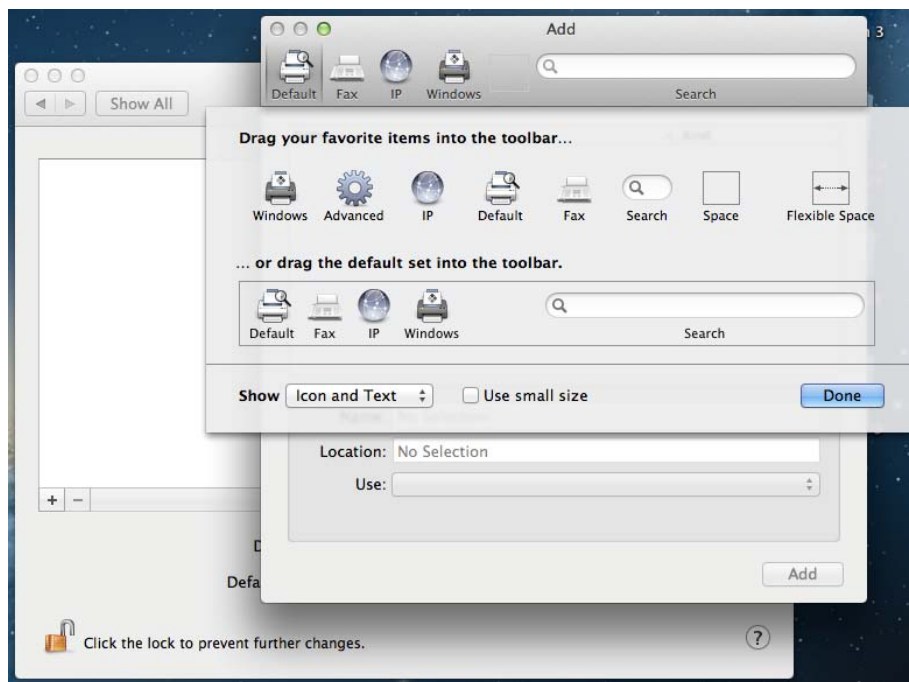 Add
3
Default Fax IP Windows Search
Show All
Drag your favorite items into the toolbar...
Windows Advanced IP Default Fax Search Space Flexible Space
... or drag the default set into the toolbar.
Default Fax IP Windows Search
Show Icon and Text Use small size Done
Location: No Selection
Use:
Add
Defa
Click the lock to prevent further changes. ?